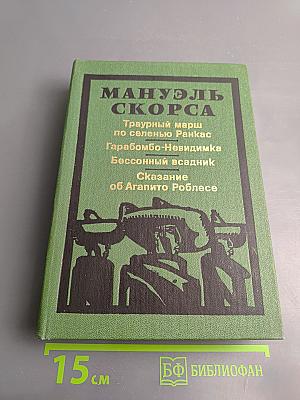 МАНУЭЛЬ
СКОРСА
Траурный марш
по селенью Ранкас
Гарабомбо-Невидимка
Бессонный всадник
Сказание
об Агапито Роблесе
15 см
БФ БИБЛИОФАН